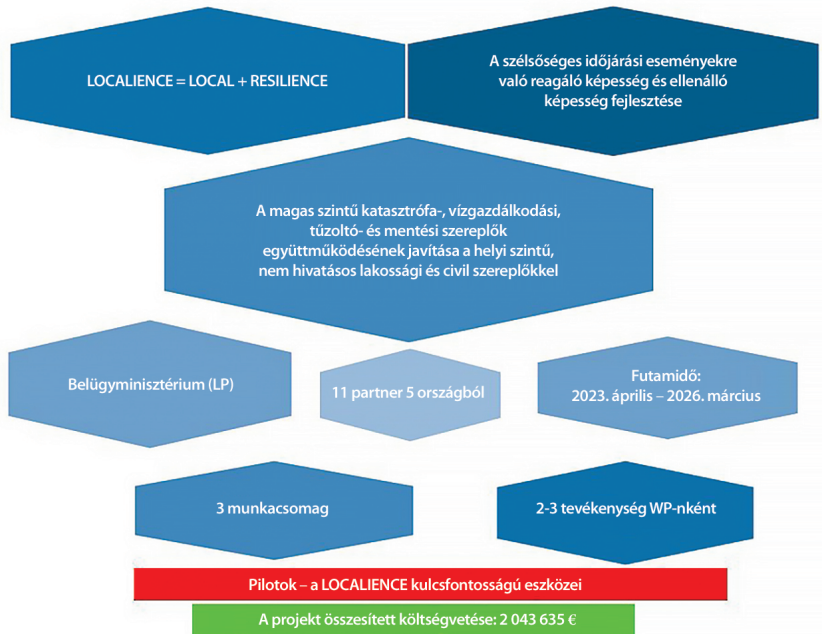 LOCALIENCE = LOCAL + RESILIENCE
A szélsőséges időjárási eseményekre
való reagáló képesség és ellenálló
képesség fejlesztése
A magas szintű katasztrófa-, vízgazdálkodási,
tűzoltó- és mentési szereplők
együttműködésének javítása a helyi szintű,
nem hivatásos lakossági és civil szereplőkkel
Belügyminisztérium (LP)
11 partner 5 országból
Futamidő:
2023. április – 2026. március
3 munkacsomag
2-3 tevékenység WP-nként
Pilotok – a LOCALIENCE kulcsfontosságú eszközei
A projekt összesített költségvetése: 2 043 635 €